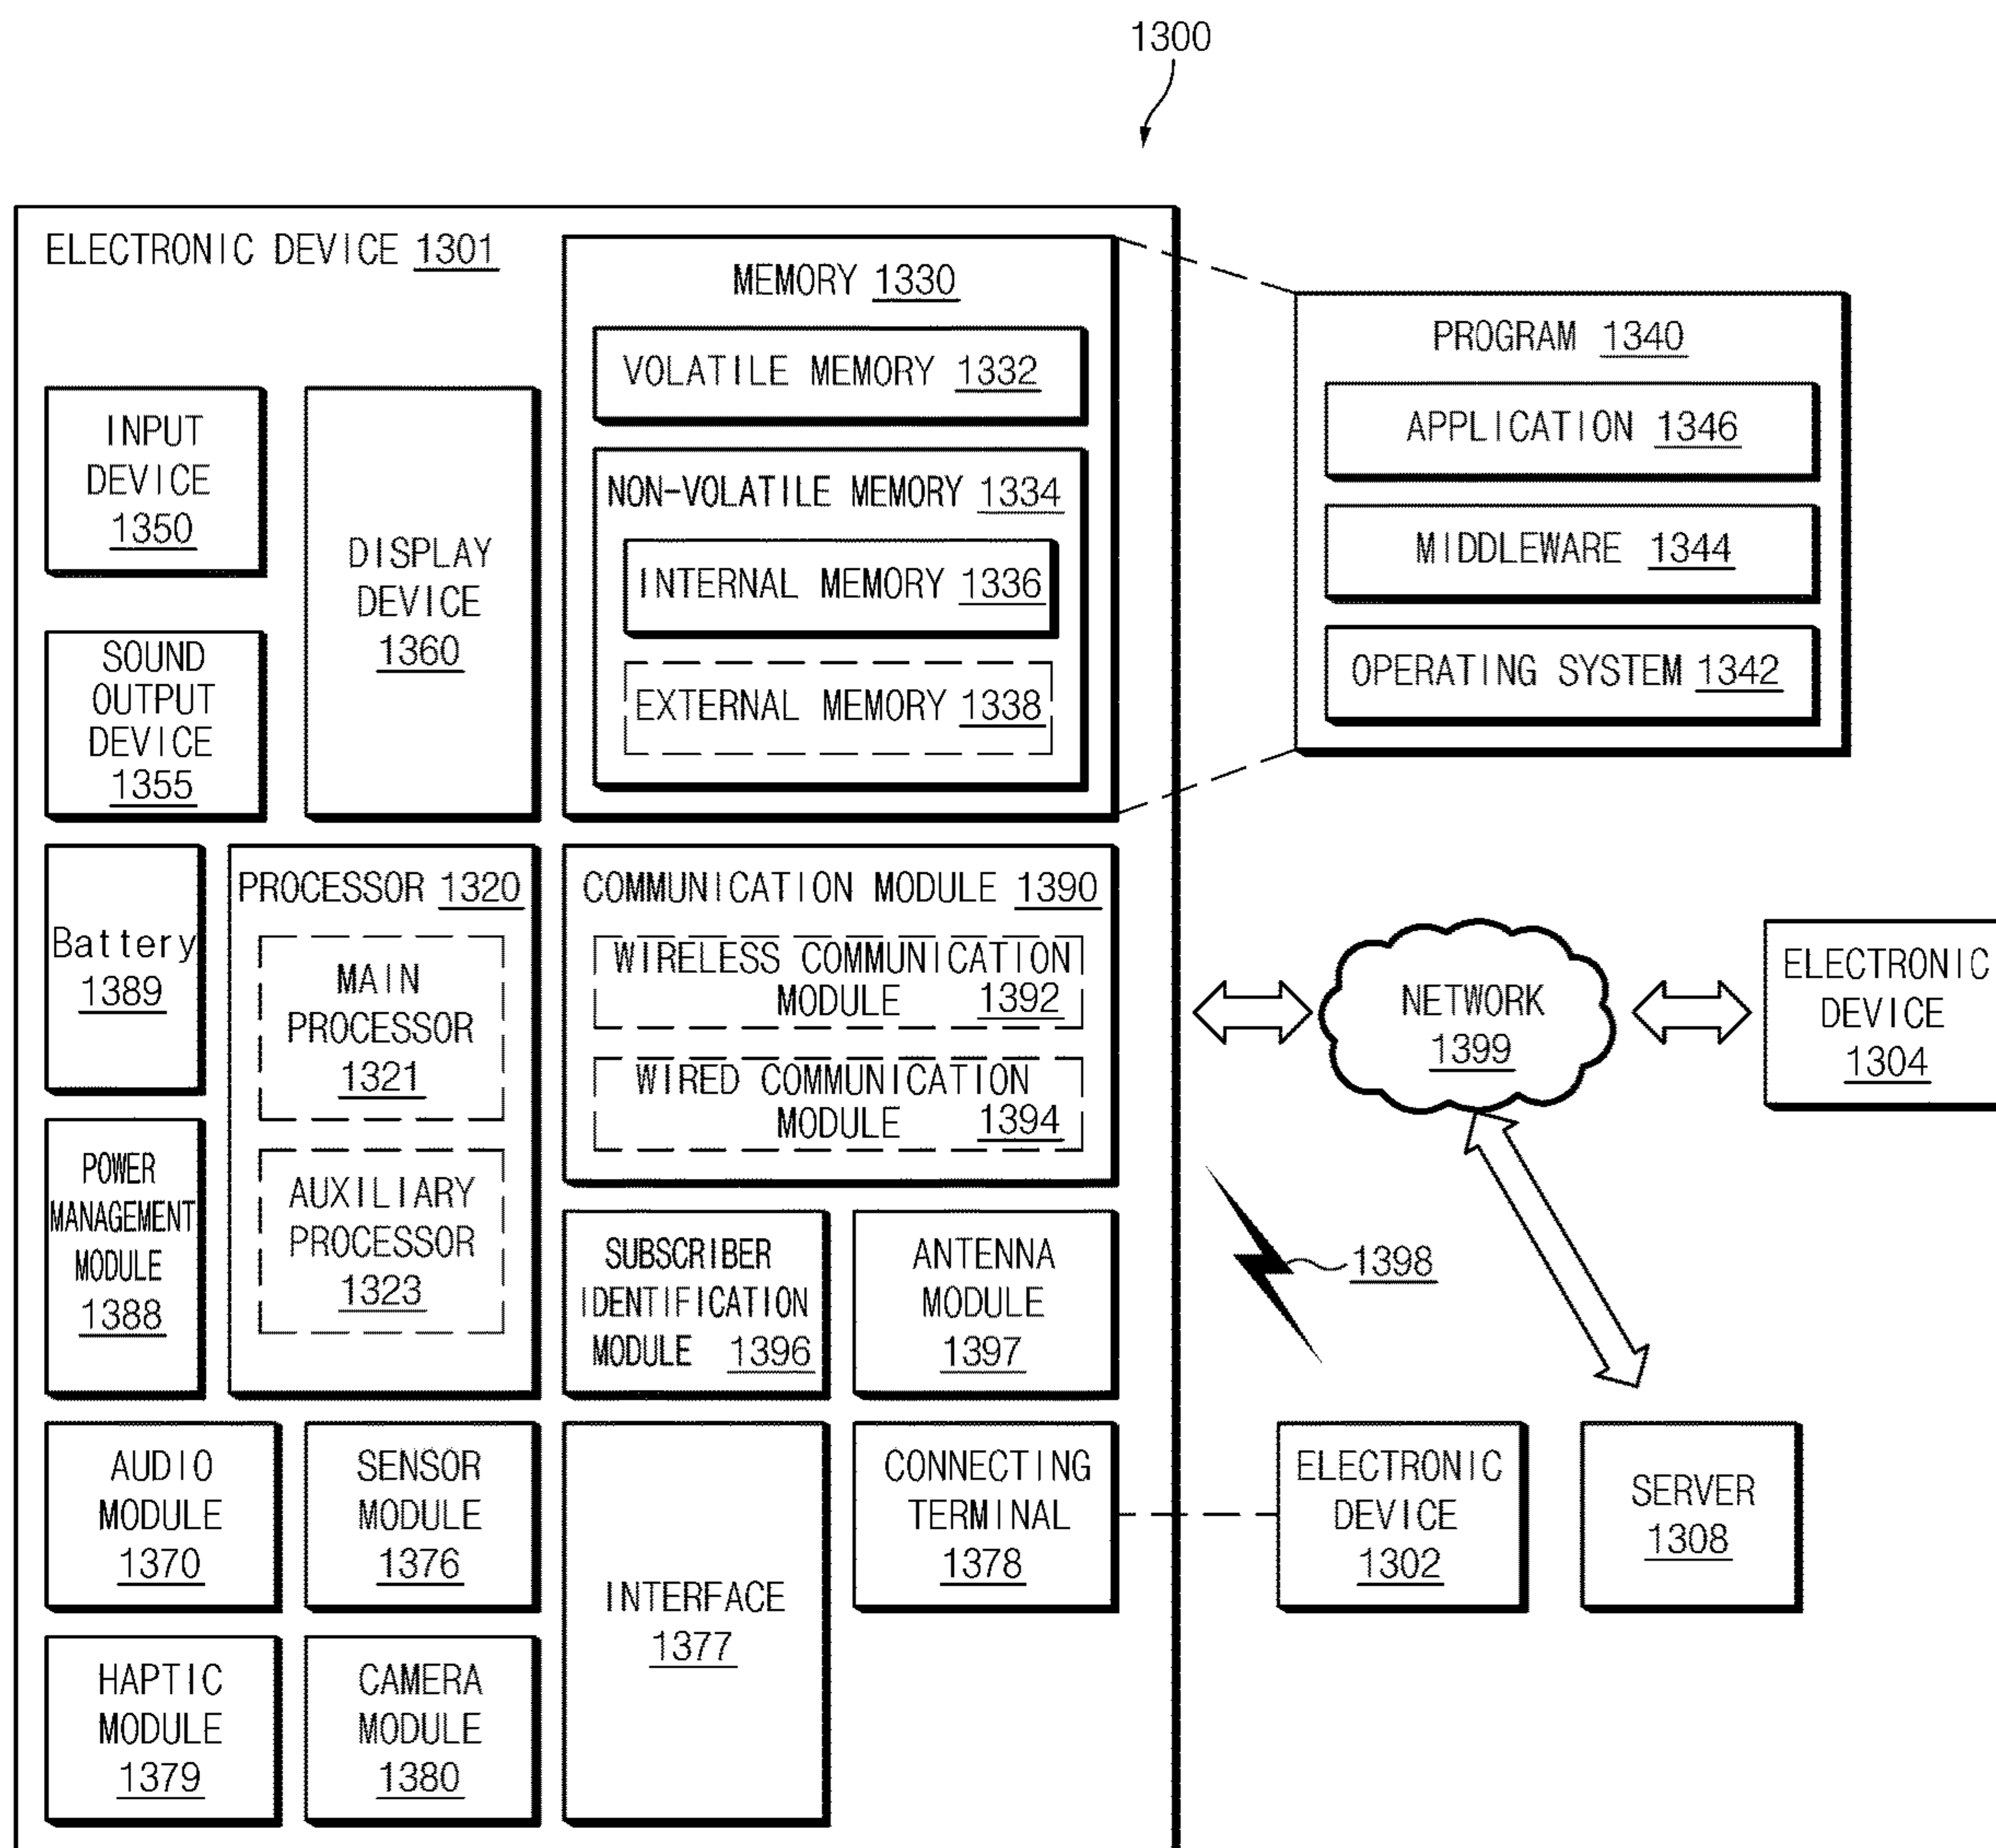 1300
ELECTRONIC DEVICE 1301
MEMORY 1330
VOLATILE MEMORY 1332
NON-VOLATILE MEMORY 1334
INTERNAL MEMORY 1336
EXTERNAL MEMORY 1338
PROGRAM 1340
APPLICATION 1346
MIDDLEWARE 1344
OPERATING SYSTEM 1342
INPUT
DEVICE
1350
DISPLAY
DEVICE
1360
SOUND
OUTPUT
DEVICE
1355
Battery
1389
PROCESSOR 1320
MAIN
PROCESSOR
1321
AUXILIARY
PROCESSOR
1323
COMMUNICATION MODULE 1390
WIRELESS COMMUNICATION
MODULE 1392
WIRED COMMUNICATION
MODULE 1394
NETWORK
1399
ELECTRONIC
DEVICE
1304
POWER
MANAGEMENT
MODULE
1388
SUBSCRIBER
IDENTIFICATION
MODULE 1396
ANTENNA
MODULE
1397
1398
AUDIO
MODULE
1370
SENSOR
MODULE
1376
INTERFACE
1377
CONNECTING
TERMINAL
1378
ELECTRONIC
DEVICE
1302
SERVER
1308
HAPTIC
MODULE
1379
CAMERA
MODULE
1380